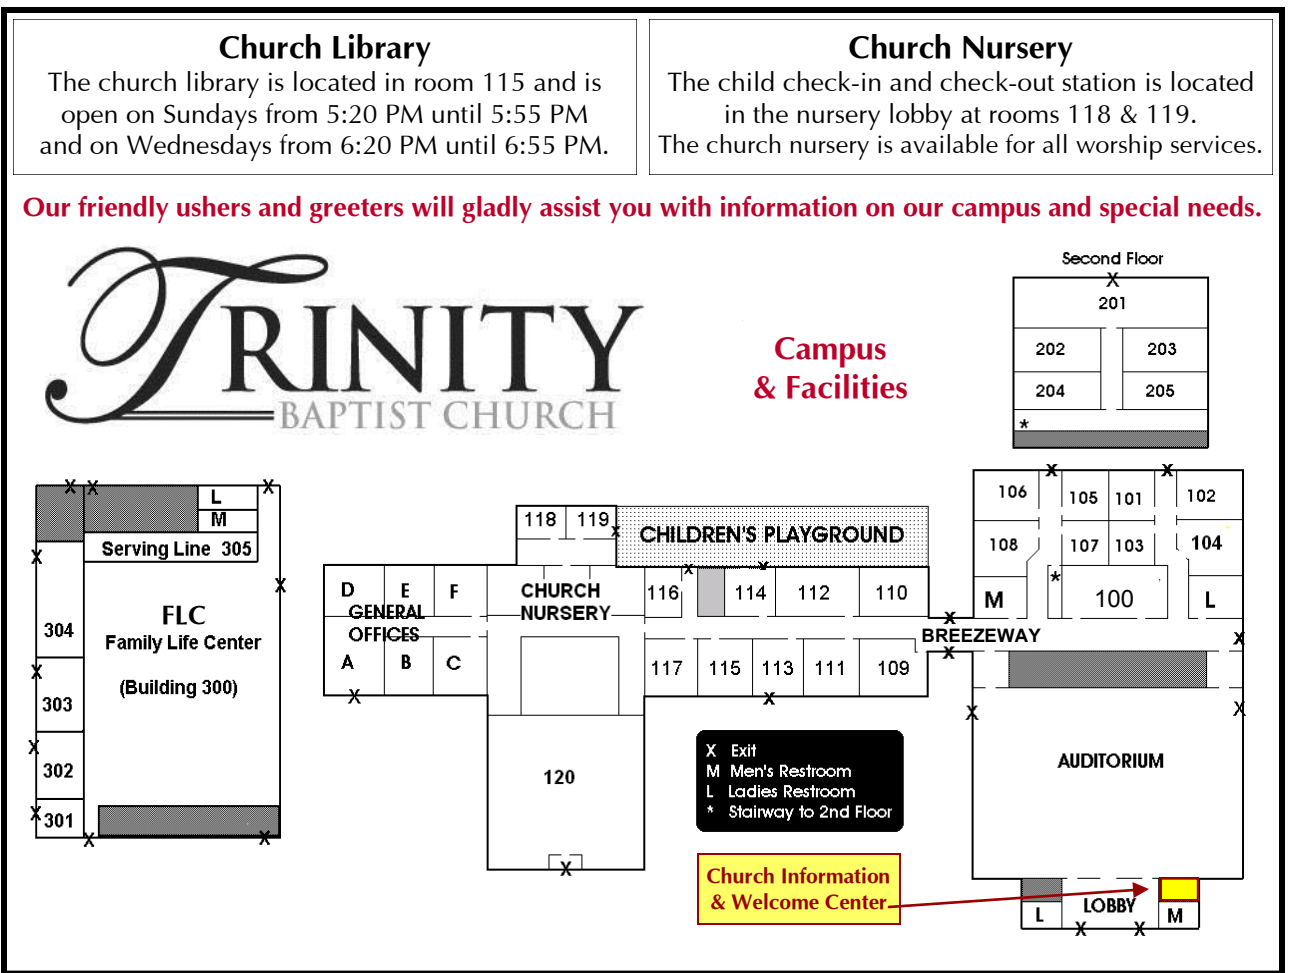 Church Library
The church library is located in room 115 and is
open on Sundays from 5:20 PM until 5:55 PM
and on Wednesdays from 6:20 PM until 6:55 PM.
Church Nursery
The child check-in and check-out station is located
in the nursery lobby at rooms 118 & 119.
The church nursery is available for all worship services.
Our friendly ushers and greeters will gladly assist you with information on our campus and special needs.
TRINITY
BAPTIST CHURCH
Campus
& Facilities
Second Floor
X
201
202 203
204 205
*
X X X
L
M
Serving Line 305
X
X
FLC
Family Life Center
(Building 300)
304
X
303
X
302
X
301
X X
118 119
X
CHILDREN'S PLAYGROUND
X X
D E F
GENERAL
OFFICES
A B C
X
CHURCH
NURSERY
116 114 112 110
117 115 113 111 109
X
120
X
X X
106 105 101 102
108 107 103 104
*
M 100 L
X
BREEZEWAY
X
X
X X
AUDITORIUM
X Exit
M Men's Restroom
L Ladies Restroom
* Stairway to 2nd Floor
Church Information
& Welcome Center
LOBBY
L M
X X